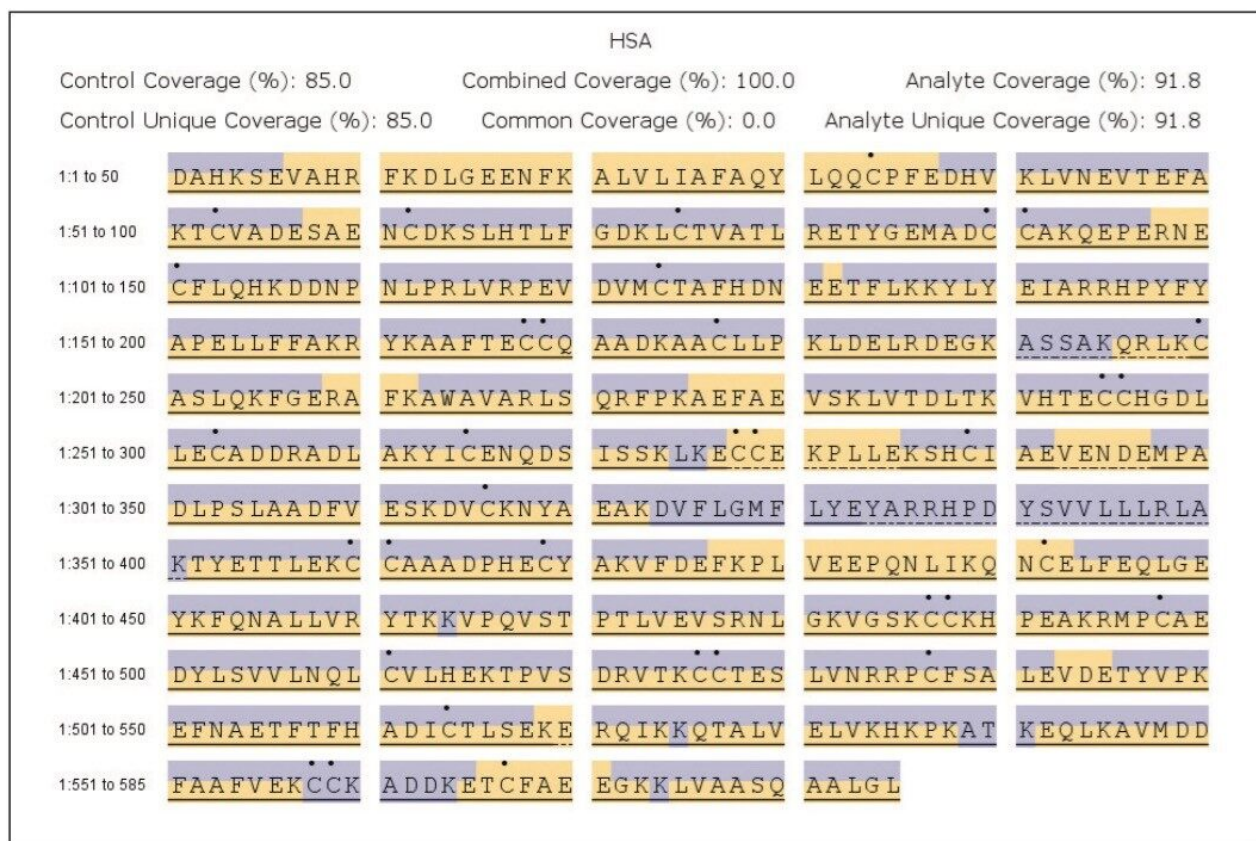 HSA
Control Coverage (%): 85.0 Combined Coverage (%): 100.0 Analyte Coverage (%): 91.8
Control Unique Coverage (%): 85.0 Common Coverage (%): 0.0 Analyte Unique Coverage (%): 91.8
1:1 to 50 DAHKSEVAHR FKDLGEENFK ALVLIAFAQY LQQCPFEDHV KLVNEVTEFA
1:51 to 100 KTCVADESAE NCDKSLHTLF GDKLCTVATL RETYGEMADC CAKQEPERNE
1:101 to 150 CFLQHKDDNP NLPRLVRPEV DVMCTAFHDN EETFLKKYLY EIARRHPYFY
1:151 to 200 APELLFFAKR YKAAFTECCQ AADKAACLLP KLDELRDEGK ASSAKQRLKC
1:201 to 250 ASLQKFGERA FKAWAVARLS QRFPKAEFAE VSKLVTDLTK VHTECCHGDL
1:251 to 300 LECADDRADL AKYICENQDS ISSKLKECCE KPLLEKSHCI AEVENDEMPA
1:301 to 350 DLPSLAADFV ESKDVCKNYA EAKDVFLGMF LYEYARRHPD YSVVLLLRLA
1:351 to 400 KTYETTLEKC CAAADPHECY AKVFDEFKPL VEEPQNLIKQ NCELFEQLGE
1:401 to 450 YKFQNALLVR YTKKVPQVST PTLVEVSRNL GKVGSKCCKH PEAKRMPCAE
1:451 to 500 DYLSVVLNQL CVLHEKTPVS DRVTKCCTES LVNRRPCFSA LEVDETYVPK
1:501 to 550 EFNAETFTFH ADICTLSEKE RQIKKQTALV ELVKHKPKAT KEQLKAVMDD
1:551 to 585 FAAFVEKCCK ADDKETCFAE EGKKLVAASQ AALGL